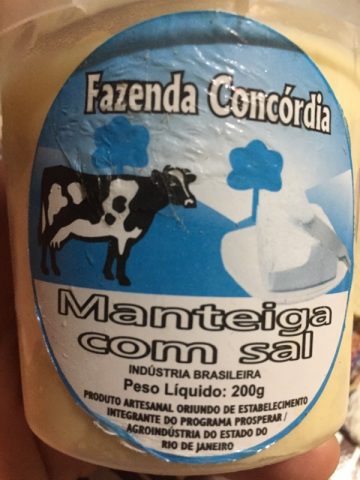 Fazenda Concórdia
Manteiga
com sal
INDÚSTRIA BRASILEIRA
Peso Líquido: 200g
PRODUTO ARTESANAL ORIUNDO DE ESTABELECIMENTO
INTEGRANTE DO PROGRAMA PROSPERAR /
AGROINDÚSTRIA DO ESTADO DO
RIO DE JANEIRO